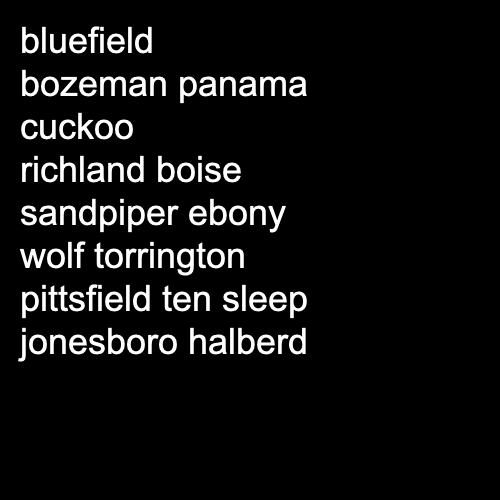 bluefield
bozeman panama
cuckoo
richland boise
sandpiper ebony
wolf torrington
pittsfield ten sleep
jonesboro halberd